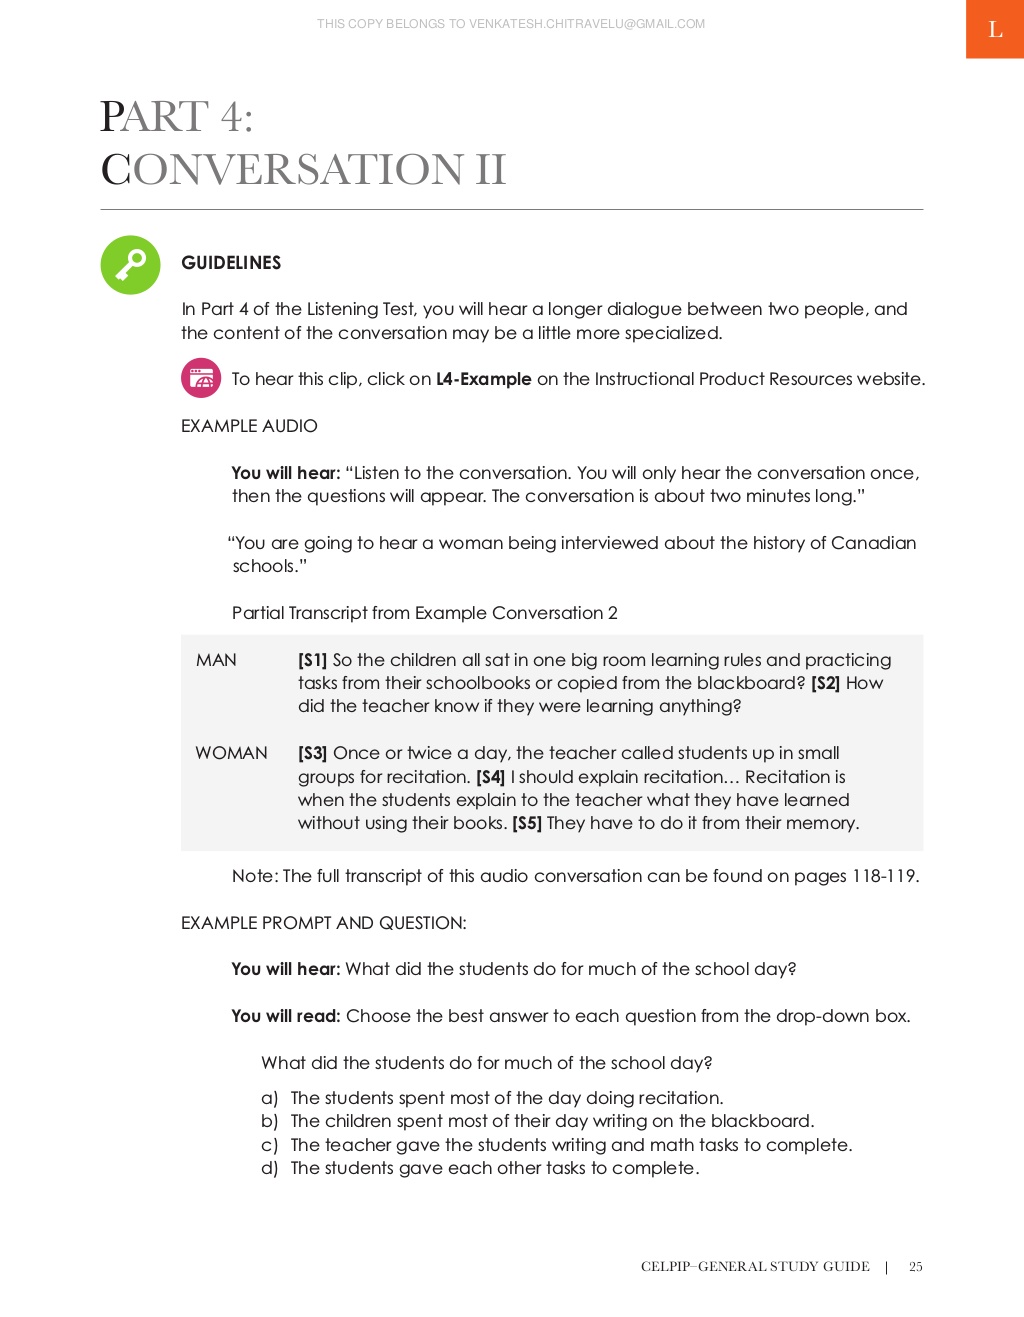 THIS COPY BELONGS TO VENKATESH.CHITRAVELU@GMAIL.COM
L
PART 4:
CONVERSATION II
GUIDELINES
In Part 4 of the Listening Test, you will hear a longer dialogue between two people, and
the content of the conversation may be a little more specialized.
To hear this clip, click on L4-Example on the Instructional Product Resources website.
EXAMPLE AUDIO
You will hear: “Listen to the conversation. You will only hear the conversation once,
then the questions will appear. The conversation is about two minutes long.”
“You are going to hear a woman being interviewed about the history of Canadian
schools.”
Partial Transcript from Example Conversation 2
MAN [S1] So the children all sat in one big room learning rules and practicing
tasks from their schoolbooks or copied from the blackboard? [S2] How
did the teacher know if they were learning anything?
WOMAN [S3] Once or twice a day, the teacher called students up in small
groups for recitation. [S4] I should explain recitation… Recitation is
when the students explain to the teacher what they have learned
without using their books. [S5] They have to do it from their memory.
Note: The full transcript of this audio conversation can be found on pages 118-119.
EXAMPLE PROMPT AND QUESTION:
You will hear: What did the students do for much of the school day?
You will read: Choose the best answer to each question from the drop-down box.
What did the students do for much of the school day?
a) The students spent most of the day doing recitation.
b) The children spent most of their day writing on the blackboard.
c) The teacher gave the students writing and math tasks to complete.
d) The students gave each other tasks to complete.
CELPIP–GENERAL STUDY GUIDE | 25